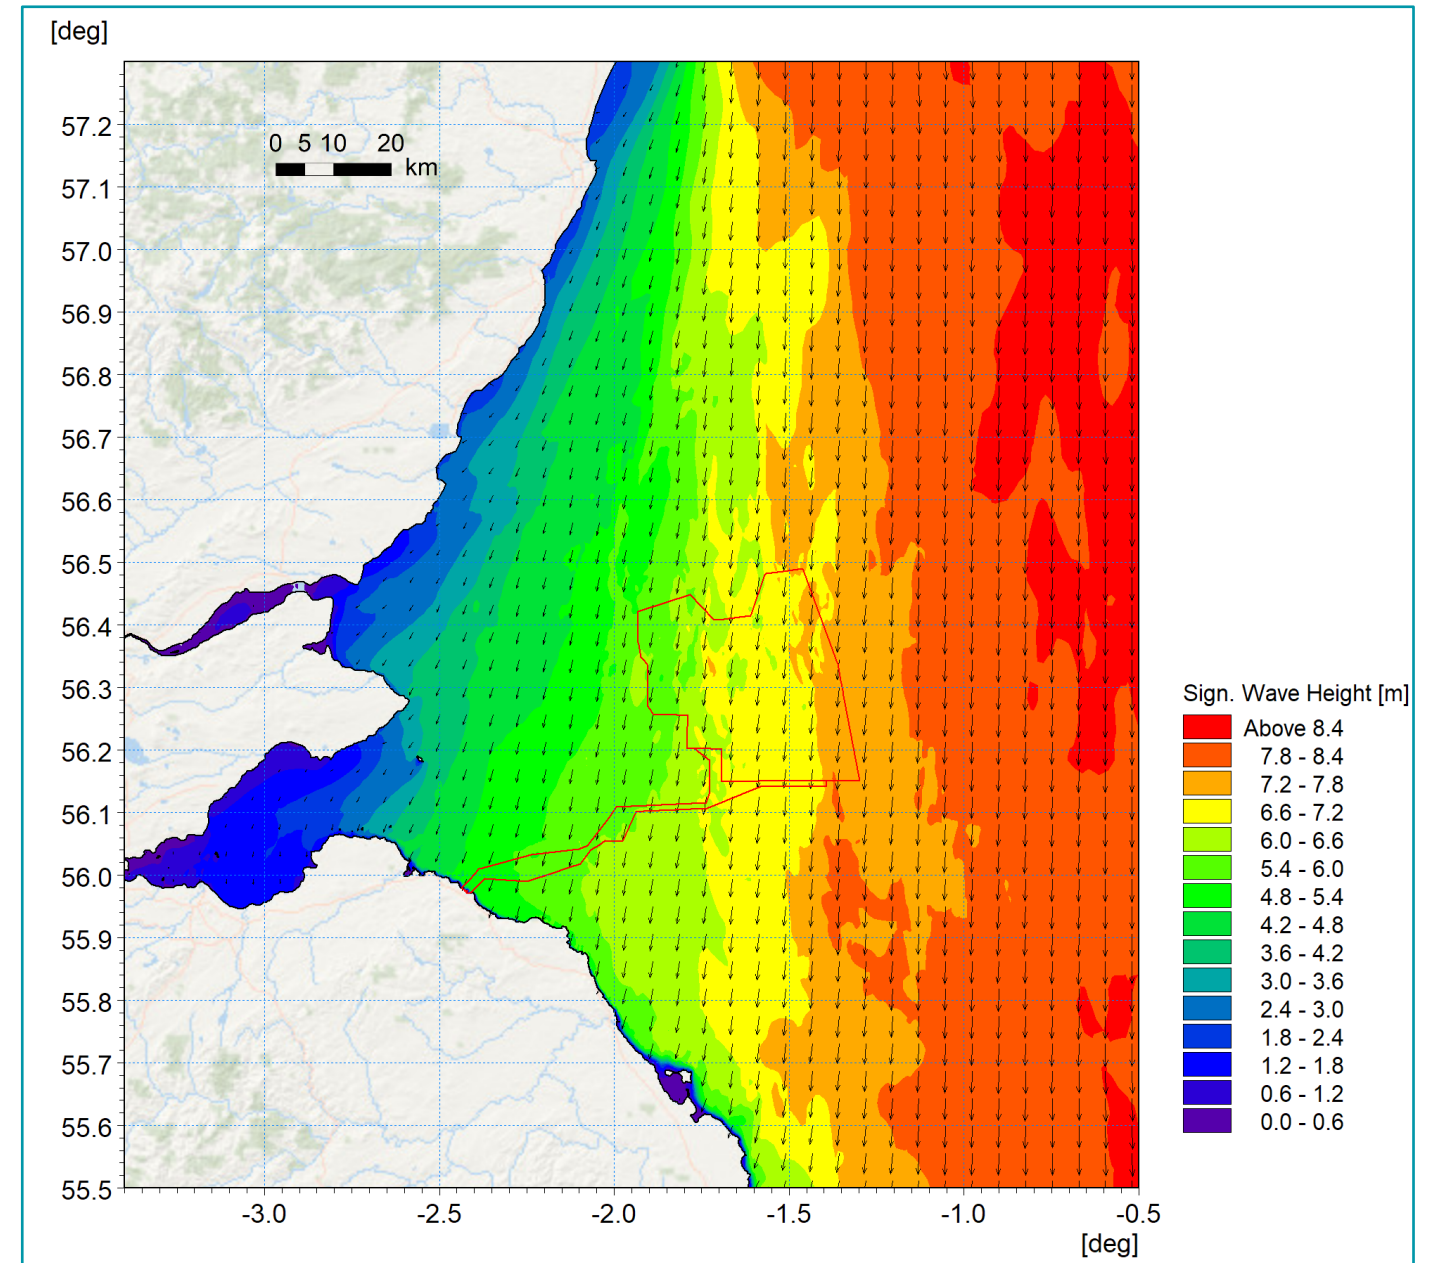 [deg]
57.2
57.1
57.0
56.9
56.8
56.7
56.6
56.5
56.4
56.3
56.2
56.1
56.0
55.9
55.8
55.7
55.6
55.5
0 5 10 20
km
-3.0 -2.5 -2.0 -1.5 -1.0 -0.5
[deg]
Sign. Wave Height [m]
Above 8.4
7.8 - 8.4
7.2 - 7.8
6.6 - 7.2
6.0 - 6.6
5.4 - 6.0
4.8 - 5.4
4.2 - 4.8
3.6 - 4.2
3.0 - 3.6
2.4 - 3.0
1.8 - 2.4
1.2 - 1.8
0.6 - 1.2
0.0 - 0.6